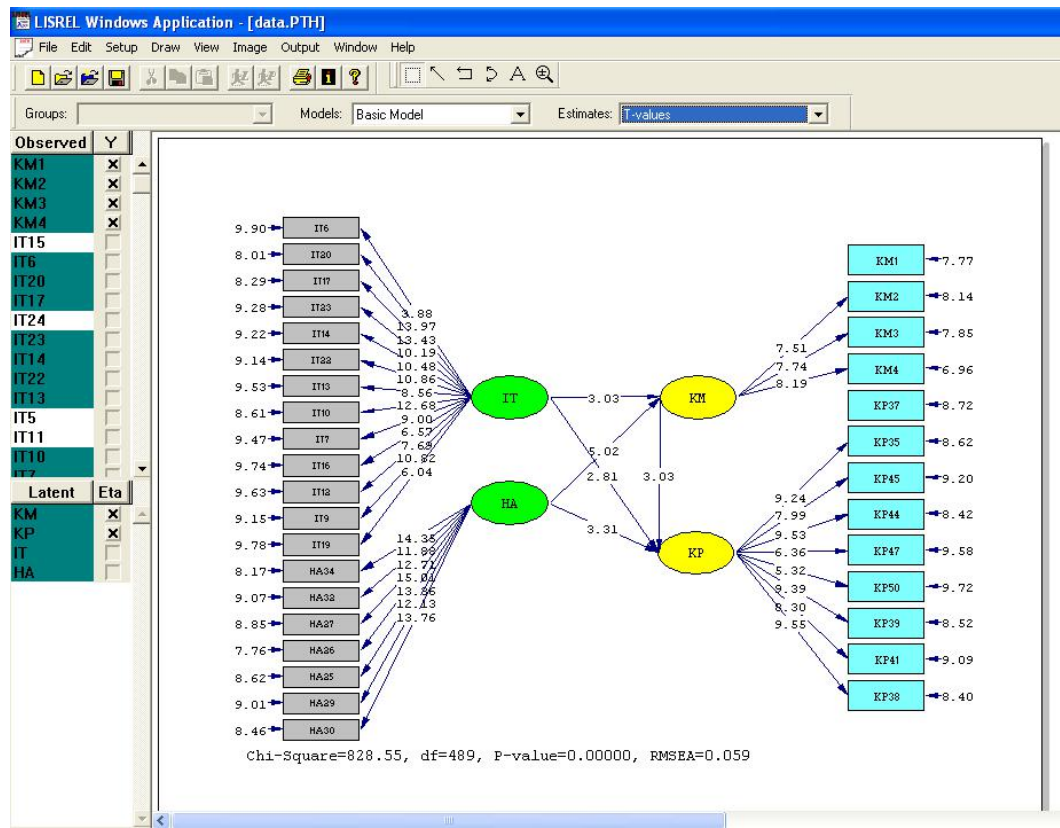 LISREL Windows Application - [data.PTH]
File Edit Setup Draw View Image Output Window Help
Groups: Models: Basic Model Estimates: T-values
Observed Y
KM1
KM2
KM3
KM4
IT15
IT6
IT20
IT17
IT24
IT23
IT14
IT22
IT13
IT5
IT11
IT10
IT7
Latent Eta
KM
KP
IT
HA
9.90 IT6
8.01 IT20
8.29 IT17
9.28 IT23
9.22 IT14
9.14 IT22
9.53 IT13
8.61 IT10
9.47 IT7
9.74 IT16
9.63 IT12
9.15 IT9
9.78 IT19
8.17 HA34
9.07 HA32
8.85 HA27
7.76 HA26
8.62 HA25
9.01 HA29
8.46 HA30
3.88
13.97
13.43
10.19
10.48
10.86
8.56
12.68
9.00
6.57
7.69
10.82
6.04
14.35
11.88
12.71
15.01
13.86
12.13
13.76
IT
HA
3.03
5.02
2.81
3.03
3.31
KM
KP
7.51
7.74
8.19
9.24
7.99
9.53
6.36
5.32
9.39
8.30
9.55
KM1 7.77
KM2 8.14
KM3 7.85
KM4 6.96
KP37 8.72
KP35 8.62
KP45 9.20
KP44 8.42
KP47 9.58
KP50 9.72
KP39 8.52
KP41 9.09
KP38 8.40
Chi-Square=828.55, df=489, P-value=0.00000, RMSEA=0.059